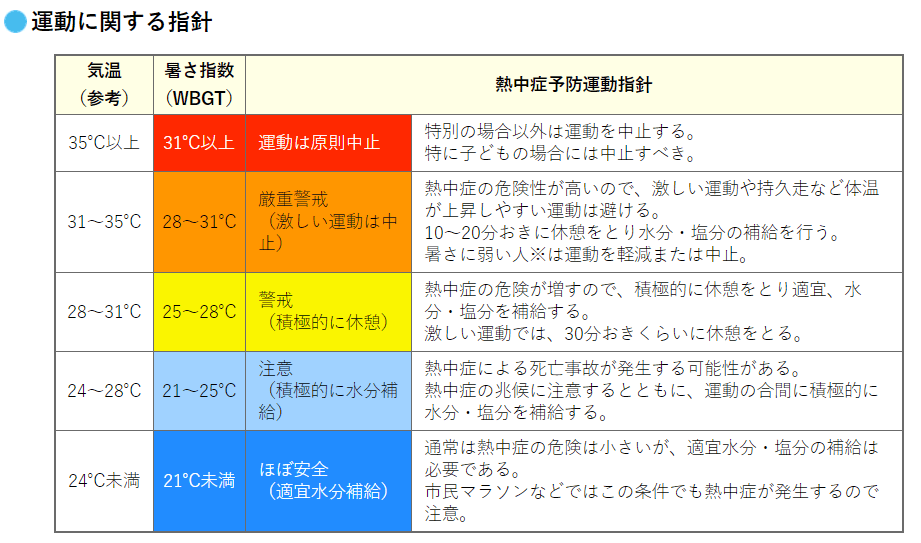 運動に関する指針
気温
（参考）
暑さ指数
（WBGT）
熱中症予防運動指針
35°C以上
31°C以上
運動は原則中止
特別の場合以外は運動を中止する。
特に子どもの場合には中止すべき。
31～35°C
28～31°C
厳重警戒
（激しい運動は中
止）
熱中症の危険性が高いので、激しい運動や持久走など体温
が上昇しやすい運動は避ける。
10～20分おきに休憩をとり水分・塩分の補給を行う。
暑さに弱い人※は運動を軽減または中止。
28～31°C
25～28°C
警戒
（積極的に休憩）
熱中症の危険が増すので、積極的に休憩をとり適宜、水
分・塩分を補給する。
激しい運動では、30分おきくらいに休憩をとる。
24～28°C
21～25°C
注意
（積極的に水分補
給）
熱中症による死亡事故が発生する可能性がある。
熱中症の兆候に注意するとともに、運動の合間に積極的に
水分・塩分を補給する。
24°C未満
21°C未満
ほぼ安全
（適宜水分補給）
通常は熱中症の危険は小さいが、適宜水分・塩分の補給は
必要である。
市民マラソンなどではこの条件でも熱中症が発生するので
注意。